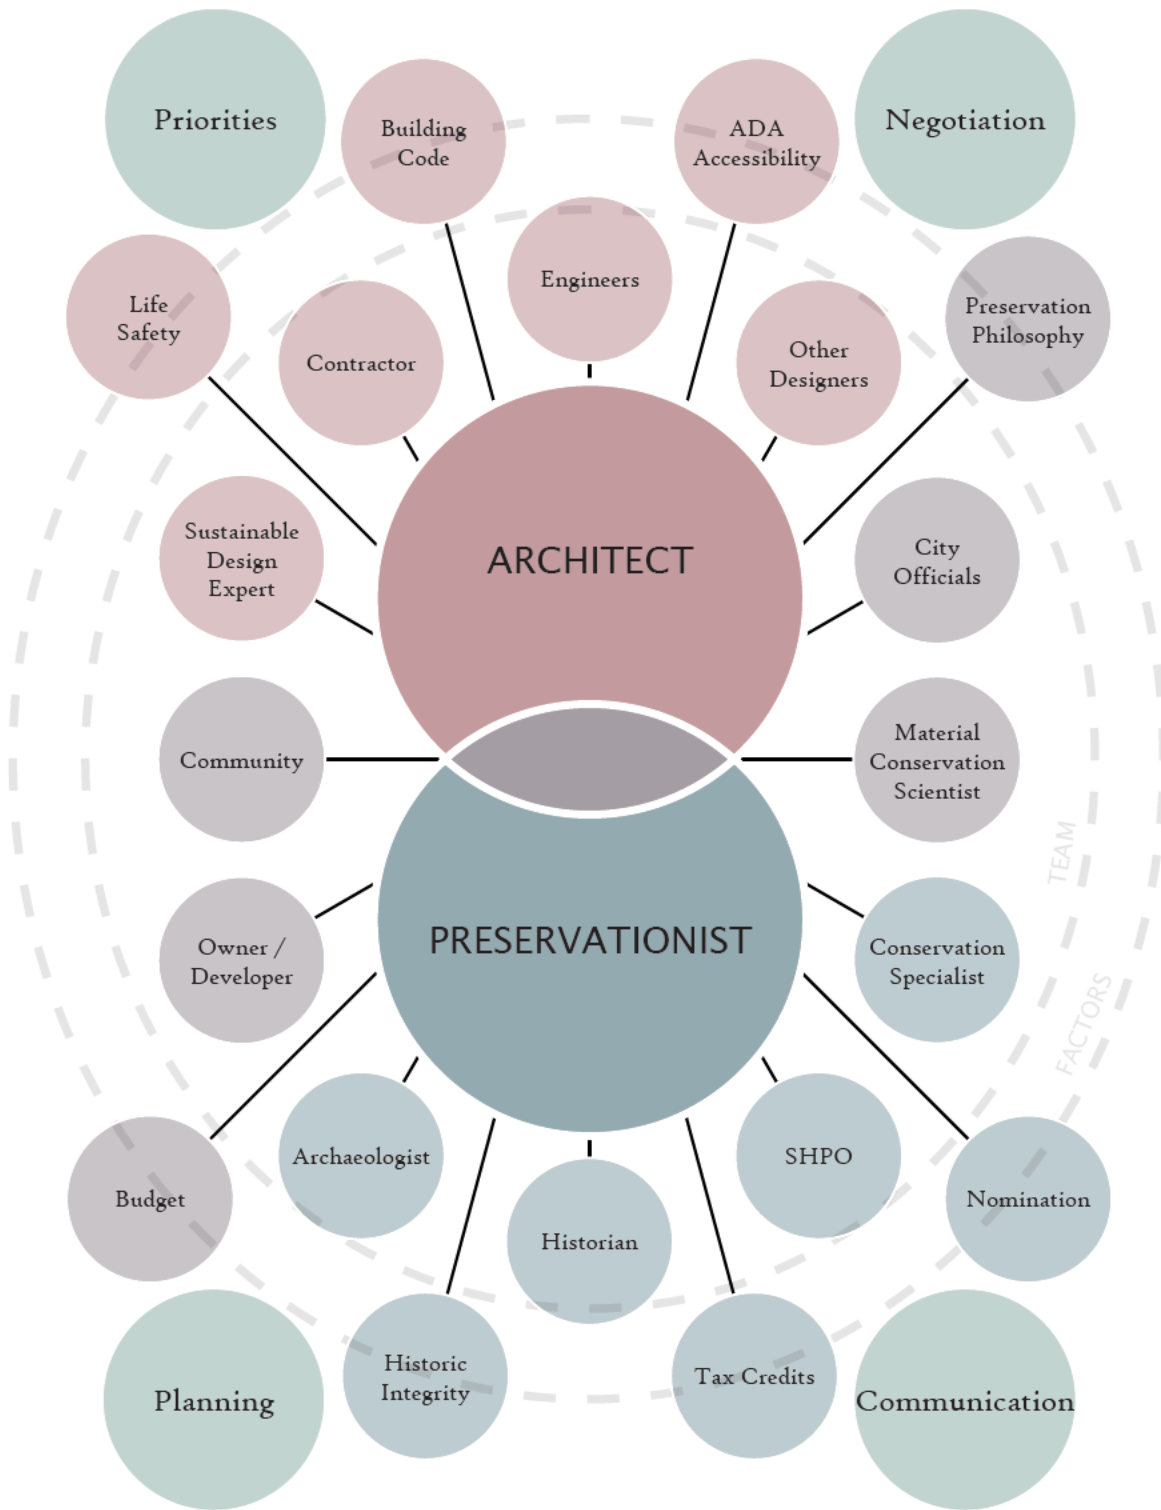 Priorities
Building
Code
ADA
Accessibility
Negotiation
Life
Safety
Contractor
Engineers
Other
Designers
Preservation
Philosophy
Sustainable
Design
Expert
ARCHITECT
City
Officials
Community
Material
Conservation
Scientist
TEAM
Owner /
Developer
PRESERVATIONIST
Conservation
Specialist
FACTORS
Budget
Archaeologist
Historian
SHPO
Nomination
Planning
Historic
Integrity
Tax Credits
Communication